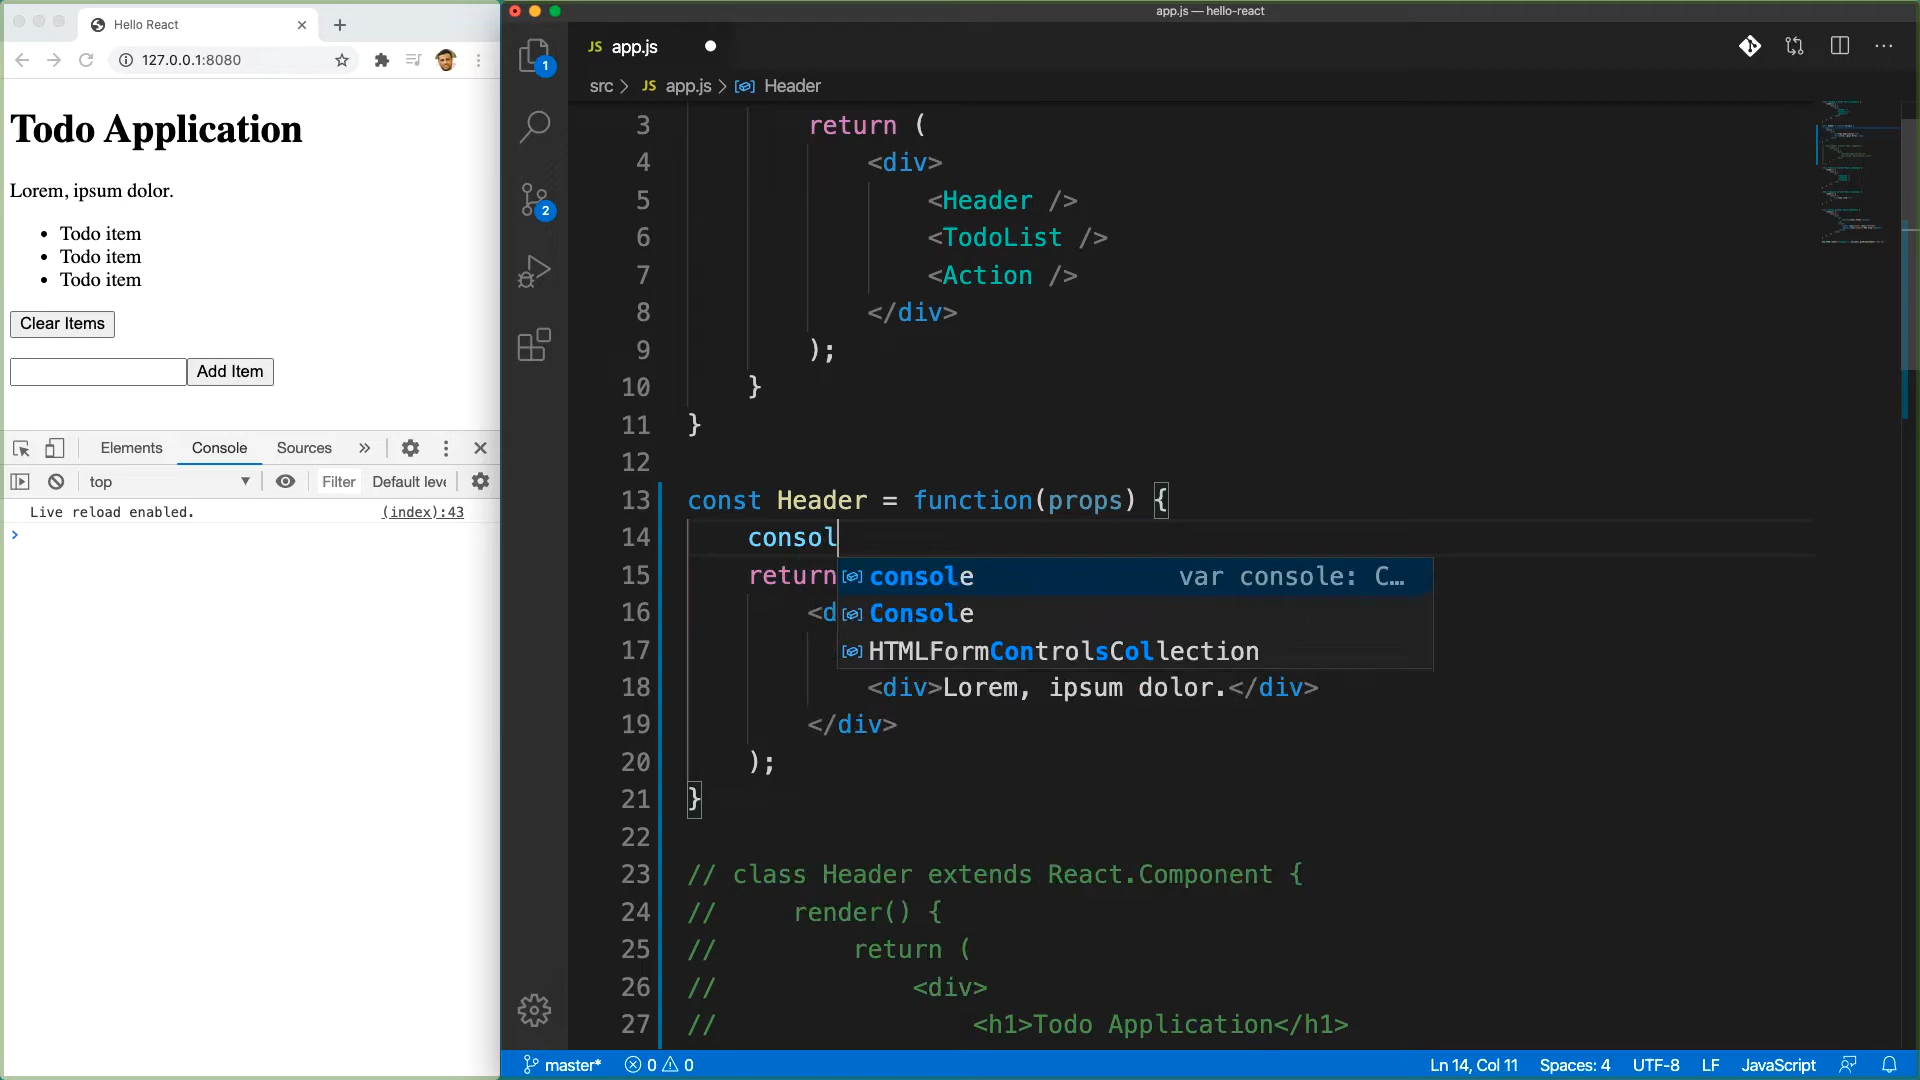 Hello React
127.0.0.1:8080
Todo Application
Lorem, ipsum dolor.
• Todo item
• Todo item
• Todo item
Clear Items
Add Item
Elements Console Sources »
top Filter Default leve
Live reload enabled. (index):43
>
app.js — hello-react
1
2
JS app.js
src > JS app.js > Header
3 return (
4 <div>
5 <Header />
6 <TodoList />
7 <Action />
8 </div>
9 );
10 }
11 }
12
13 const Header = function(props) {
14 consol
15 return
console var console: C…
16 <d
Console
17
HTMLFormControlsCollection
18 <div>Lorem, ipsum dolor.</div>
19 </div>
20 );
21 }
22
23 // class Header extends React.Component {
24 // render() {
25 // return (
26 // <div>
27 // <h1>Todo Application</h1>
master* 0 0 Ln 14, Col 11 Spaces: 4 UTF-8 LF JavaScript